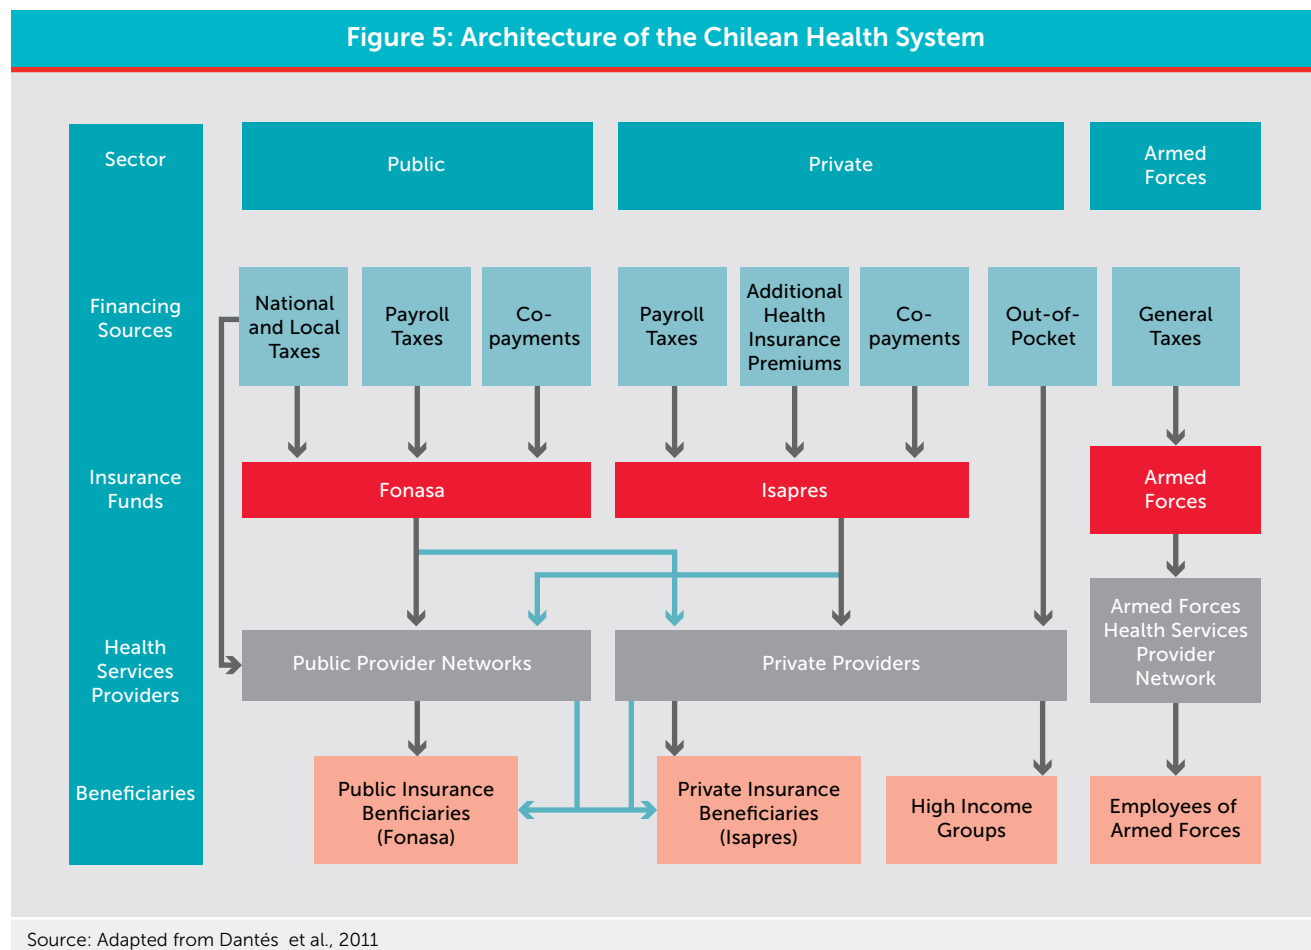 Figure 5: Architecture of the Chilean Health System
Sector
Public
Private
Armed
Forces
Financing
Sources
National
and Local
Taxes
Payroll
Taxes
Co-
payments
Payroll
Taxes
Additional
Health
Insurance
Premiums
Co-
payments
Out-of-
Pocket
General
Taxes
Insurance
Funds
Fonasa
Isapres
Armed
Forces
Health
Services
Providers
Public Provider Networks
Private Providers
Armed Forces
Health Services
Provider
Network
Beneficiaries
Public Insurance
Benficiaries
(Fonasa)
Private Insurance
Beneficiaries
(Isapres)
High Income
Groups
Employees of
Armed Forces
Source: Adapted from Dantés et al., 2011